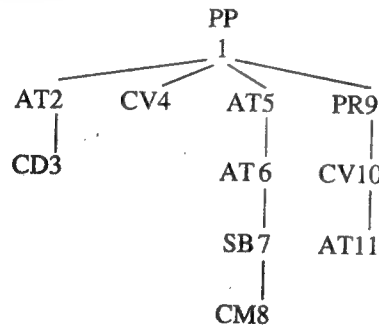 PP
1
AT2 CV4 AT5 PR9
CD3 AT6 CV10
SB7 AT11
CM8